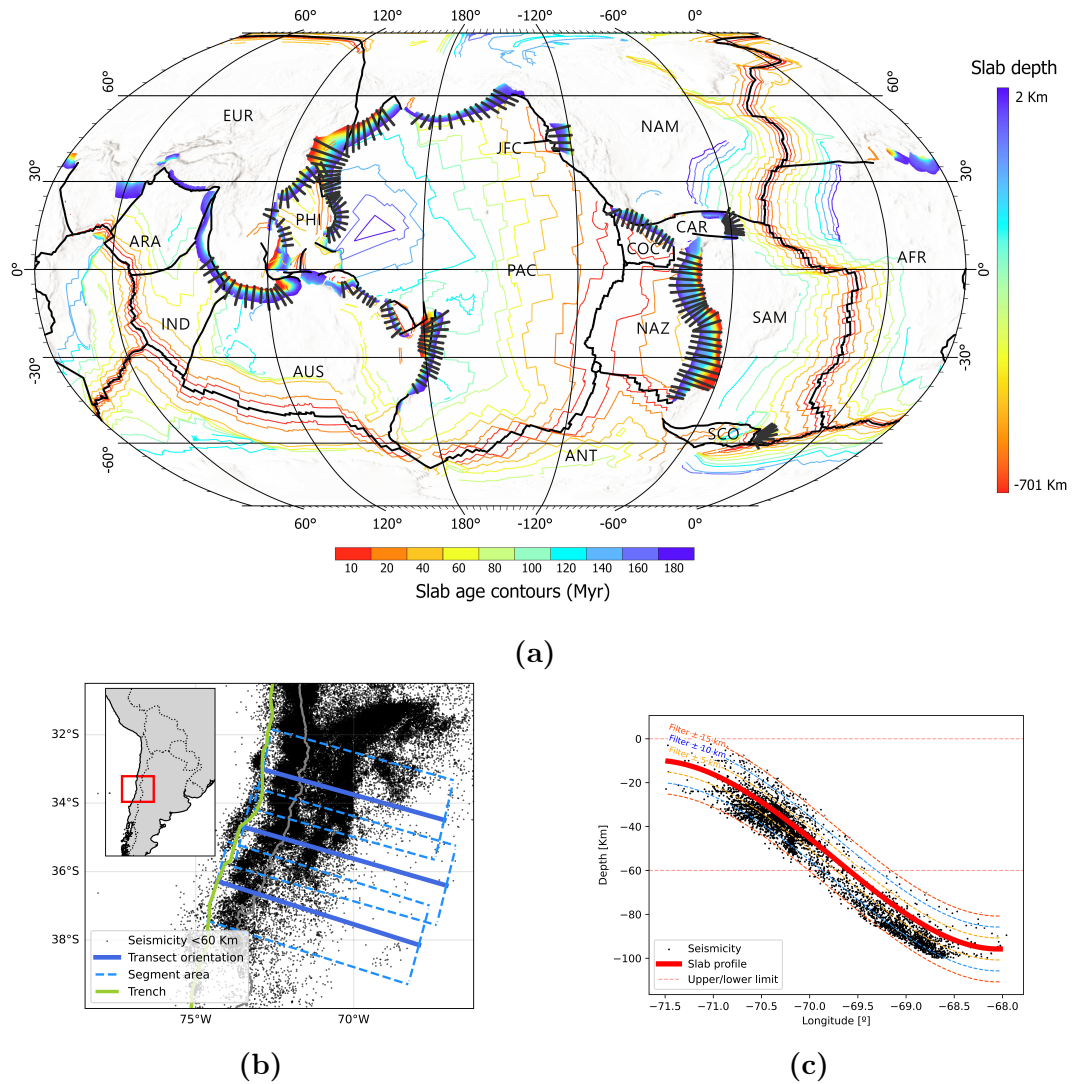 60° 120° 180° -120° -60° 0°
Slab depth
2 Km
-701 Km
60° 60°
30° 30°
0° 0°
-30° -30°
-60° -60°
EUR NAM
JFC
PHI CAR
ARA COC AFR
PAC
IND NAZ SAM
AUS
SCO
ANT
60° 120° 180° -120° -60° 0°
10 20 40 60 80 100 120 140 160 180
Slab age contours (Myr)
(a)
32°S
34°S
36°S
38°S
Seismicity <60 Km
Transect orientation
Segment area
Trench
75°W 70°W
(b)
Filter ± 15 km
Filter ± 10 km
Filter ± 5 km
0
−20
−40
−60
−80
−100
Depth [Km]
Seismicity
Slab profile
Upper/lower limit
−71.5 −71.0 −70.5 −70.0 −69.5 −69.0 −68.5 −68.0
Longitude [º]
(c)